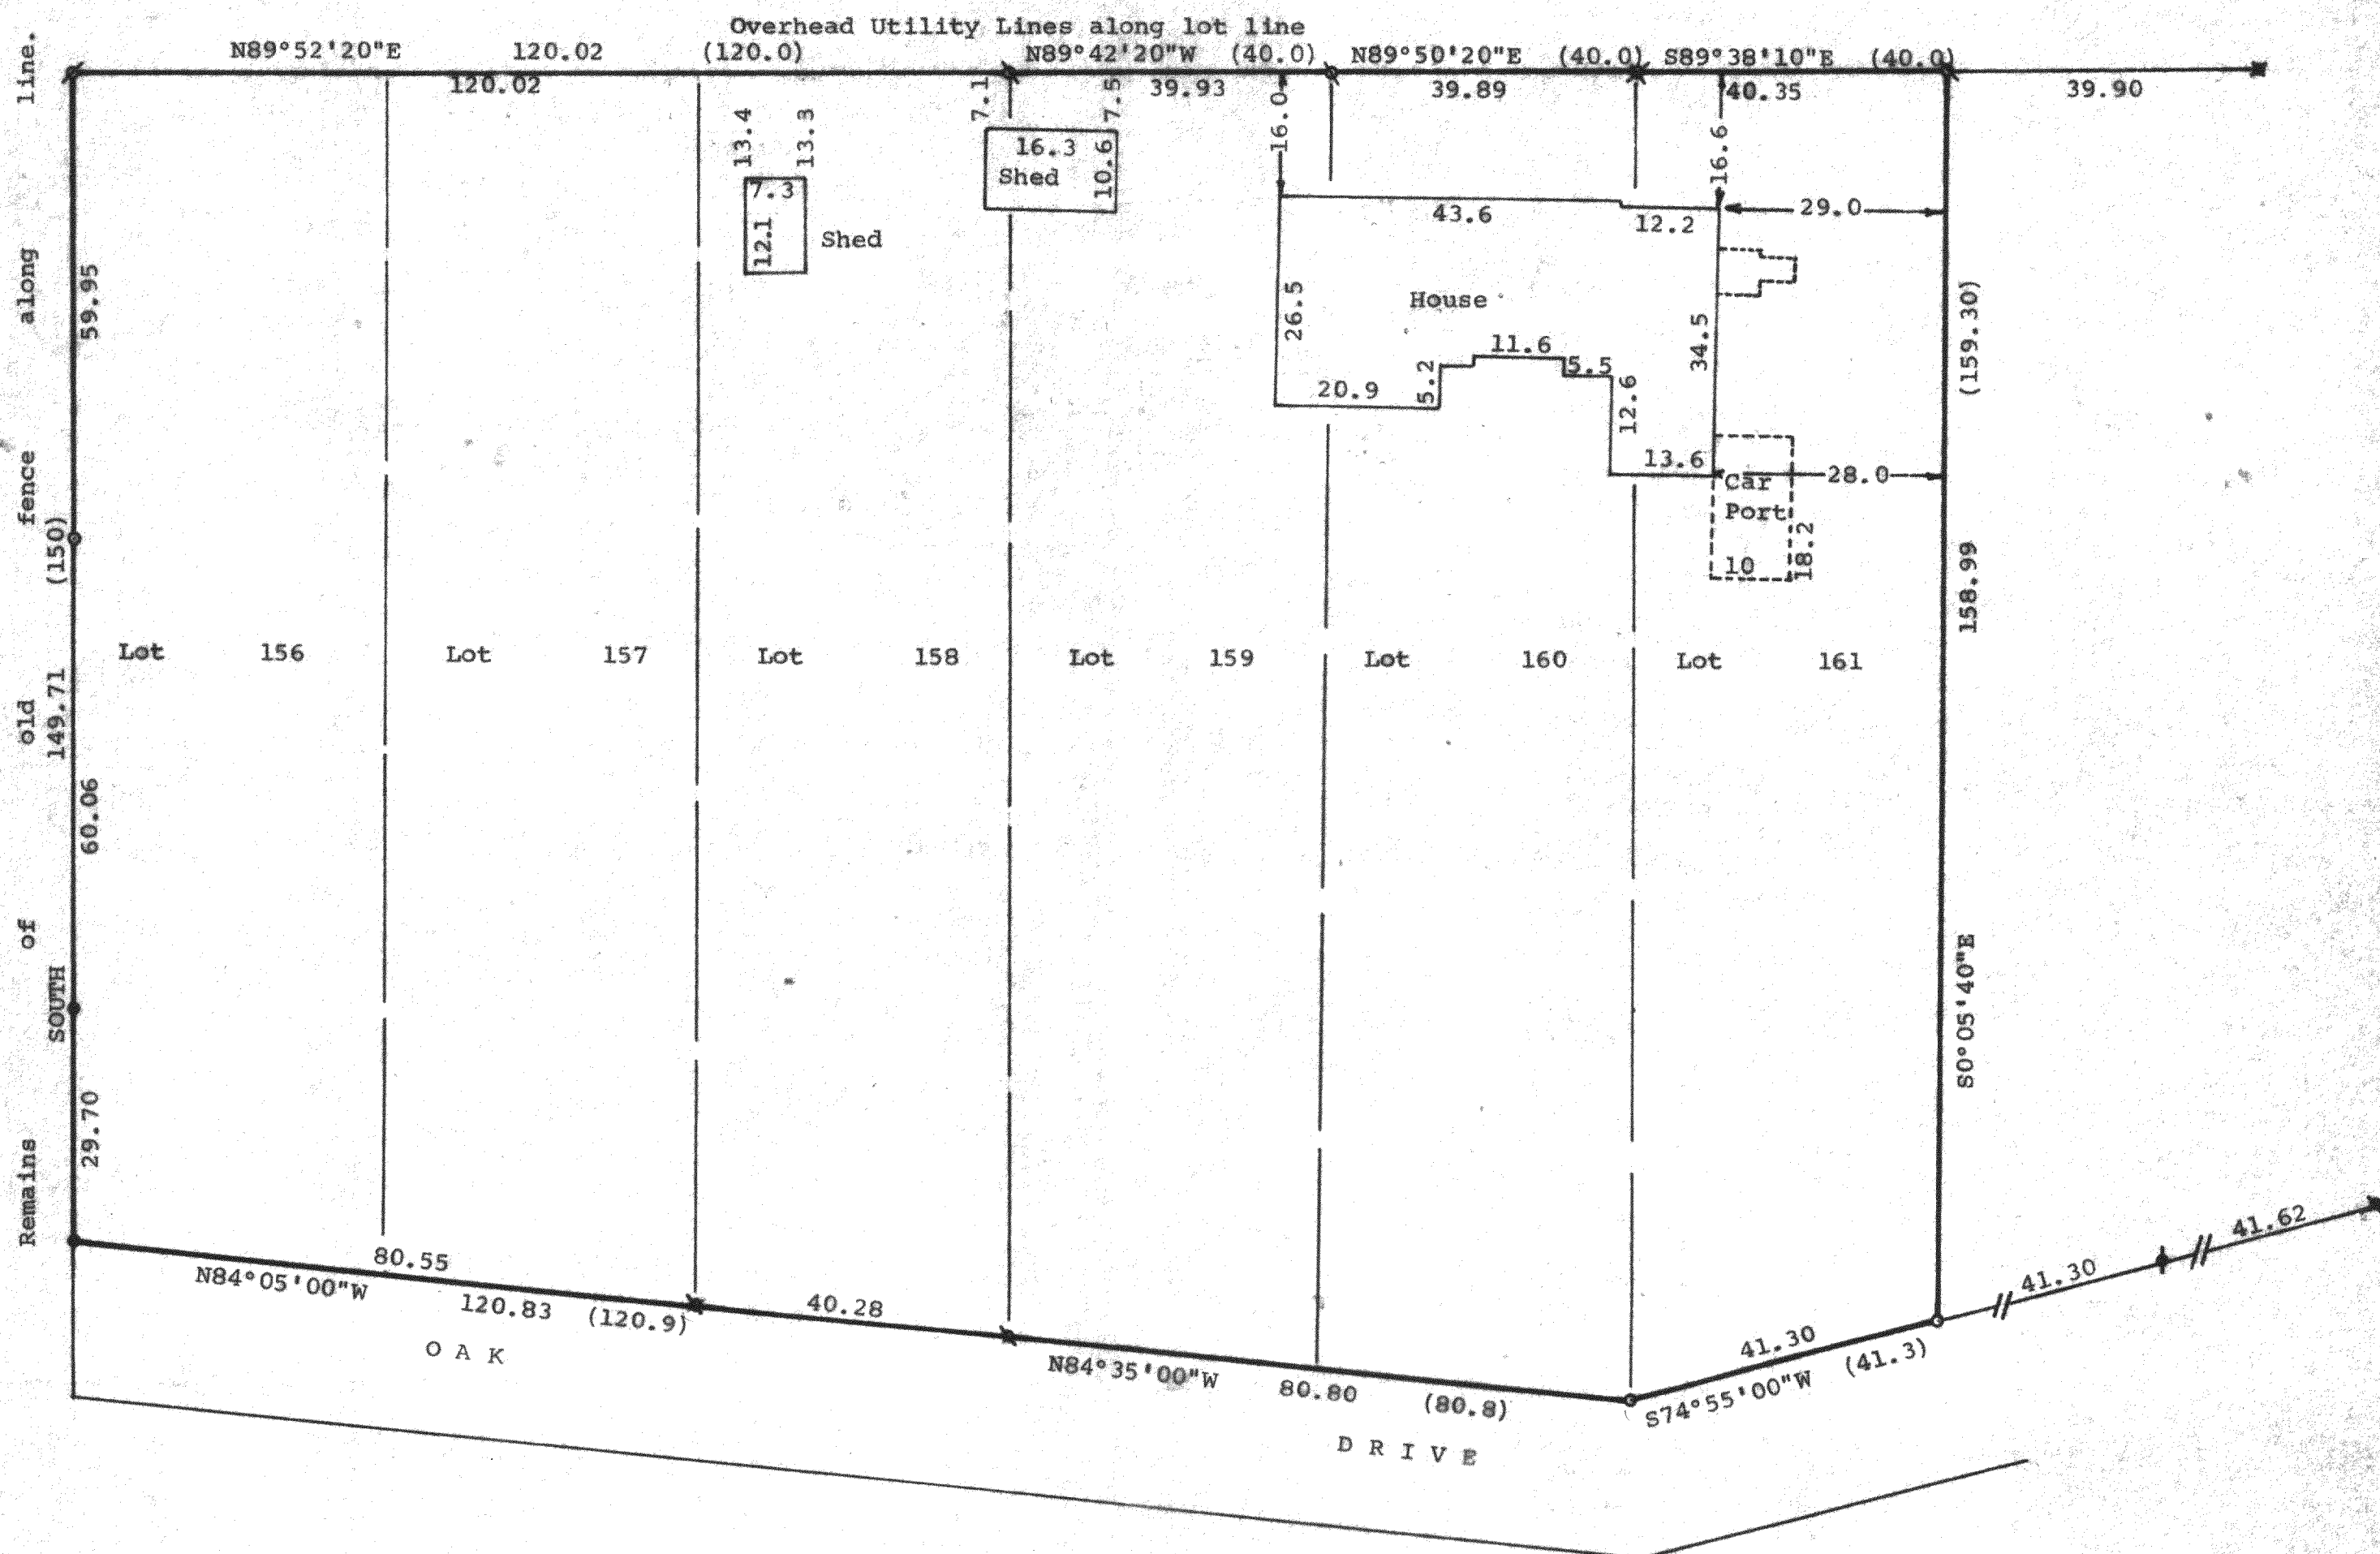 Overhead Utility Lines along lot line
N89°52'20"E 120.02 (120.0) N89°42'20"W (40.0) N89°50'20"E (40.0) S89°38'10"E (40.0)
120.02 39.93 39.89 40.35 39.90
Remains of old fence along line.
SOUTH 149.71 (150)
59.95
60.06
29.70
13.4 13.3
7.3
12.1
Shed
7.1 7.5
16.3
Shed
10.6
16.0
16.6
43.6
12.2
29.0
26.5
House
34.5
11.6
5.5
5.2
20.9
12.6
13.6
28.0
Car
Port
10
18.2
(159.30)
158.99
S0°05'40"E
Lot 156 Lot 157 Lot 158 Lot 159 Lot 160 Lot 161
80.55
N84°05'00"W 120.83 (120.9)
40.28
N84°35'00"W 80.80 (80.8)
41.30
S74°55'00"W (41.3)
41.30
41.62
OAK DRIVE